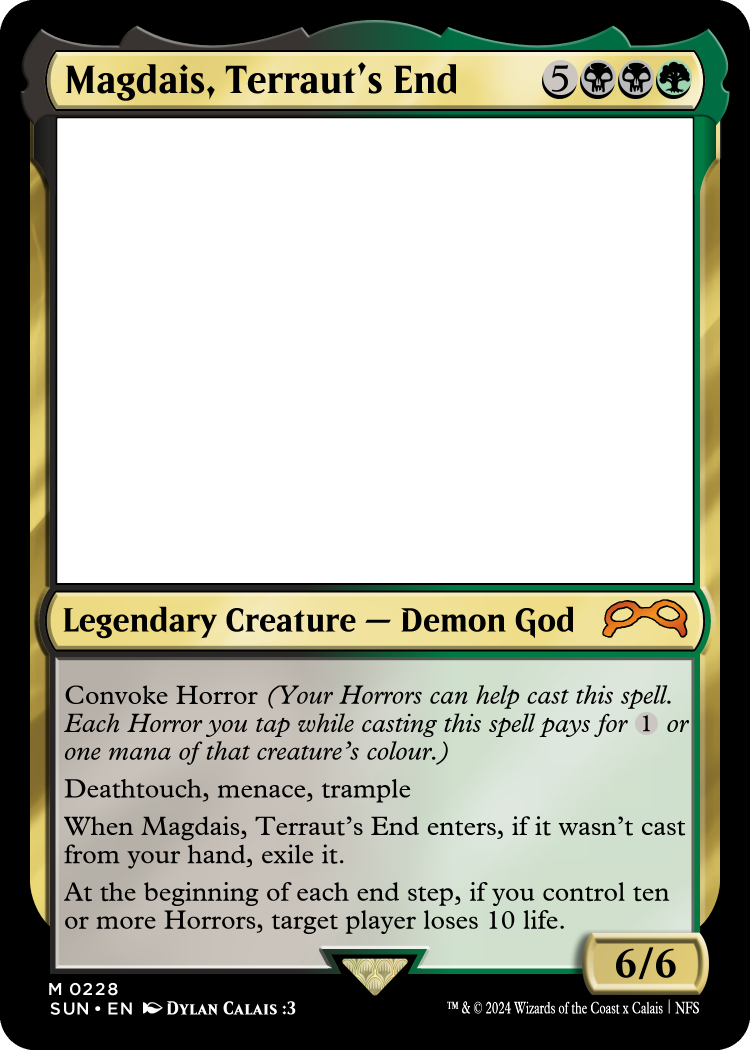 Magdais, Terraut's End 5
Legendary Creature — Demon God
Convoke Horror (Your Horrors can help cast this spell.
Each Horror you tap while casting this spell pays for 1 or
one mana of that creature's colour.)
Deathtouch, menace, trample
When Magdais, Terraut's End enters, if it wasn't cast
from your hand, exile it.
At the beginning of each end step, if you control ten
or more Horrors, target player loses 10 life.
6/6
M 0228
SUN • EN Dylan Calais :3
™ & © 2024 Wizards of the Coast x Calais | NFS